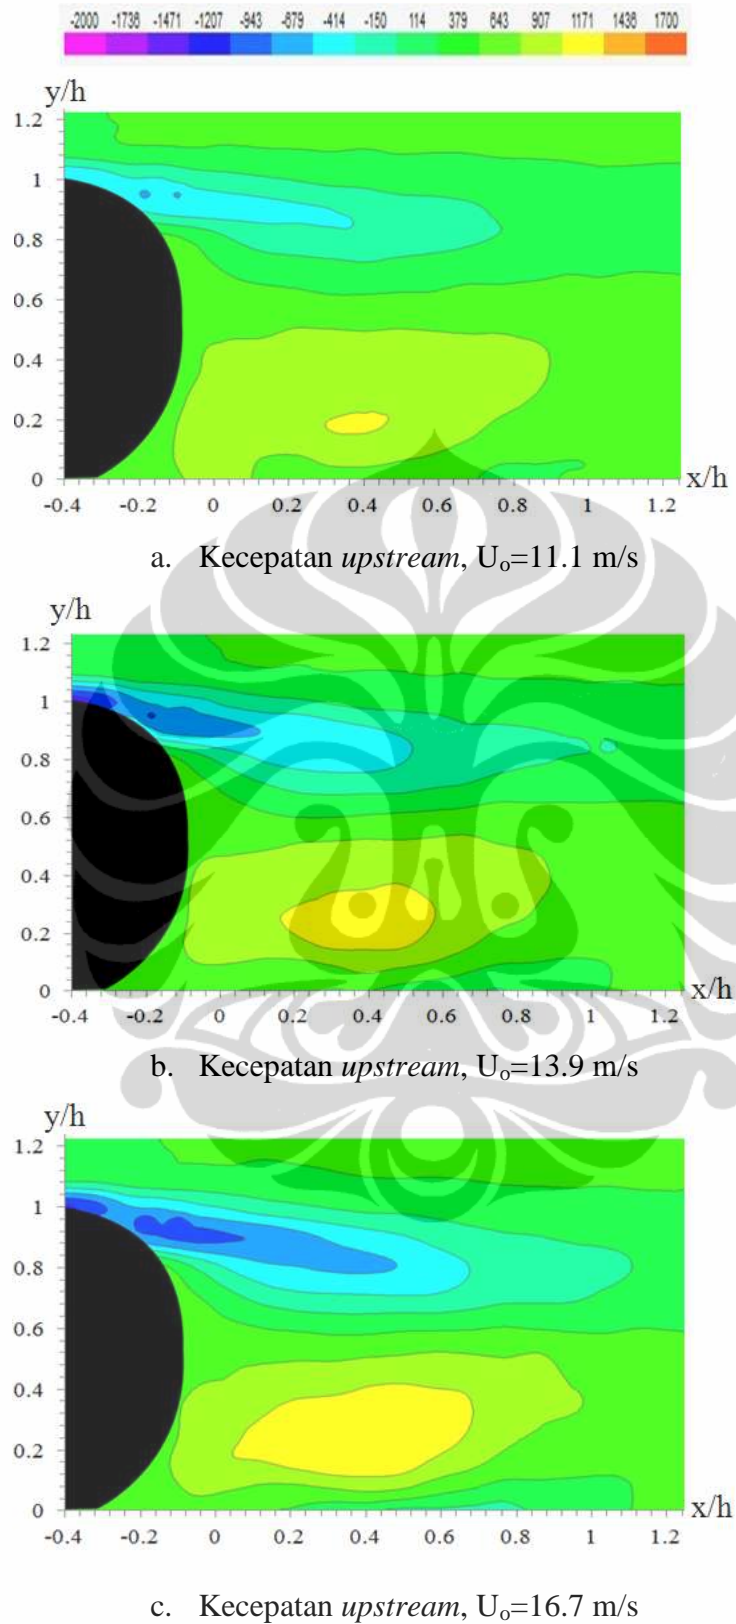 -2000 -1736 -1471 -1207 -943 -679 -414 -150 114 379 643 907 1171 1436 1700
y/h
1.2
1
0.8
0.6
0.4
0.2
0
-0.4 -0.2 0 0.2 0.4 0.6 0.8 1 1.2 x/h
a. Kecepatan upstream, Uo=11.1 m/s
y/h
1.2
1
0.8
0.6
0.4
0.2
0
-0.4 -0.2 0 0.2 0.4 0.6 0.8 1 1.2 x/h
b. Kecepatan upstream, Uo=13.9 m/s
y/h
1.2
1
0.8
0.6
0.4
0.2
0
-0.4 -0.2 0 0.2 0.4 0.6 0.8 1 1.2 x/h
c. Kecepatan upstream, Uo=16.7 m/s